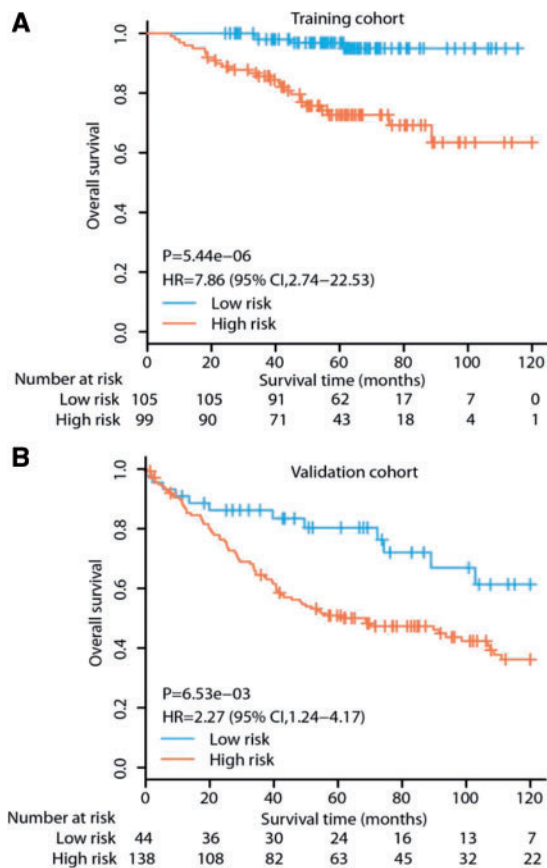 A
Training cohort
1.0
0.8
0.6
0.4
0.2
0.0
Overall survival
P=5.44e−06
HR=7.86 (95% CI,2.74−22.53)
Low risk
High risk
0 20 40 60 80 100 120
Number at risk Survival time (months)
Low risk 105 105 91 62 17 7 0
High risk 99 90 71 43 18 4 1
B
Validation cohort
1.0
0.8
0.6
0.4
0.2
0.0
Overall survival
P=6.53e−03
HR=2.27 (95% CI,1.24−4.17)
Low risk
High risk
0 20 40 60 80 100 120
Number at risk Survival time (months)
Low risk 44 36 30 24 16 13 7
High risk 138 108 82 63 45 32 22